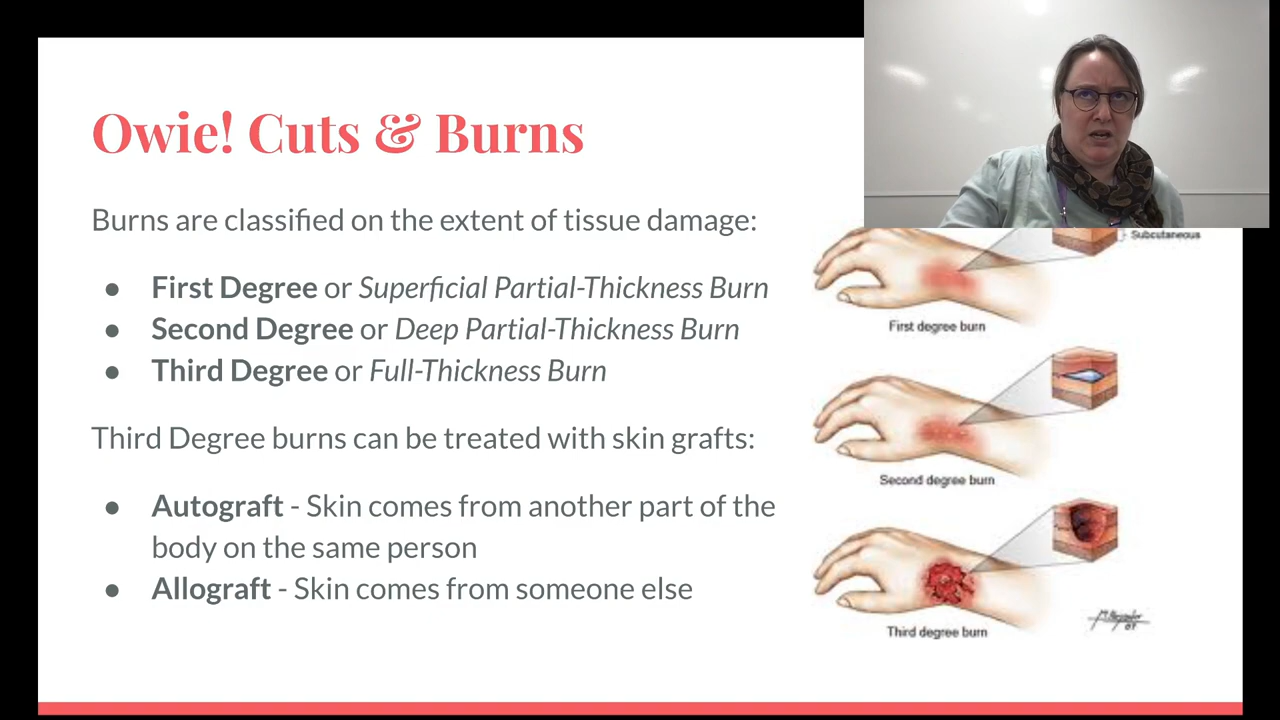 Owie! Cuts & Burns
Burns are classified on the extent of tissue damage:
● First Degree or Superficial Partial-Thickness Burn
● Second Degree or Deep Partial-Thickness Burn
● Third Degree or Full-Thickness Burn
Third Degree burns can be treated with skin grafts:
● Autograft - Skin comes from another part of the
body on the same person
● Allograft - Skin comes from someone else
Subcutaneous
First degree burn
Second degree burn
Third degree burn